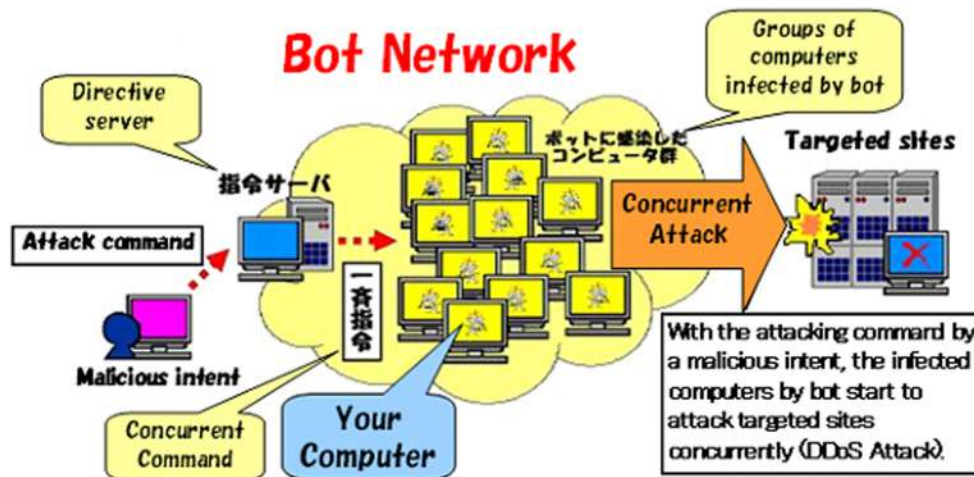 Bot Network
Directive
server
Groups of
computers
infected by bot
ボットに感染した
コンピュータ群
Targeted sites
指令サーバ
Attack command
Concurrent
Attack
一斉指令
Malicious intent
Concurrent
Command
Your
Computer
With the attacking command by
a malicious intent, the infected
computers by bot start to
attack targeted sites
concurrently (DDoS Attack).